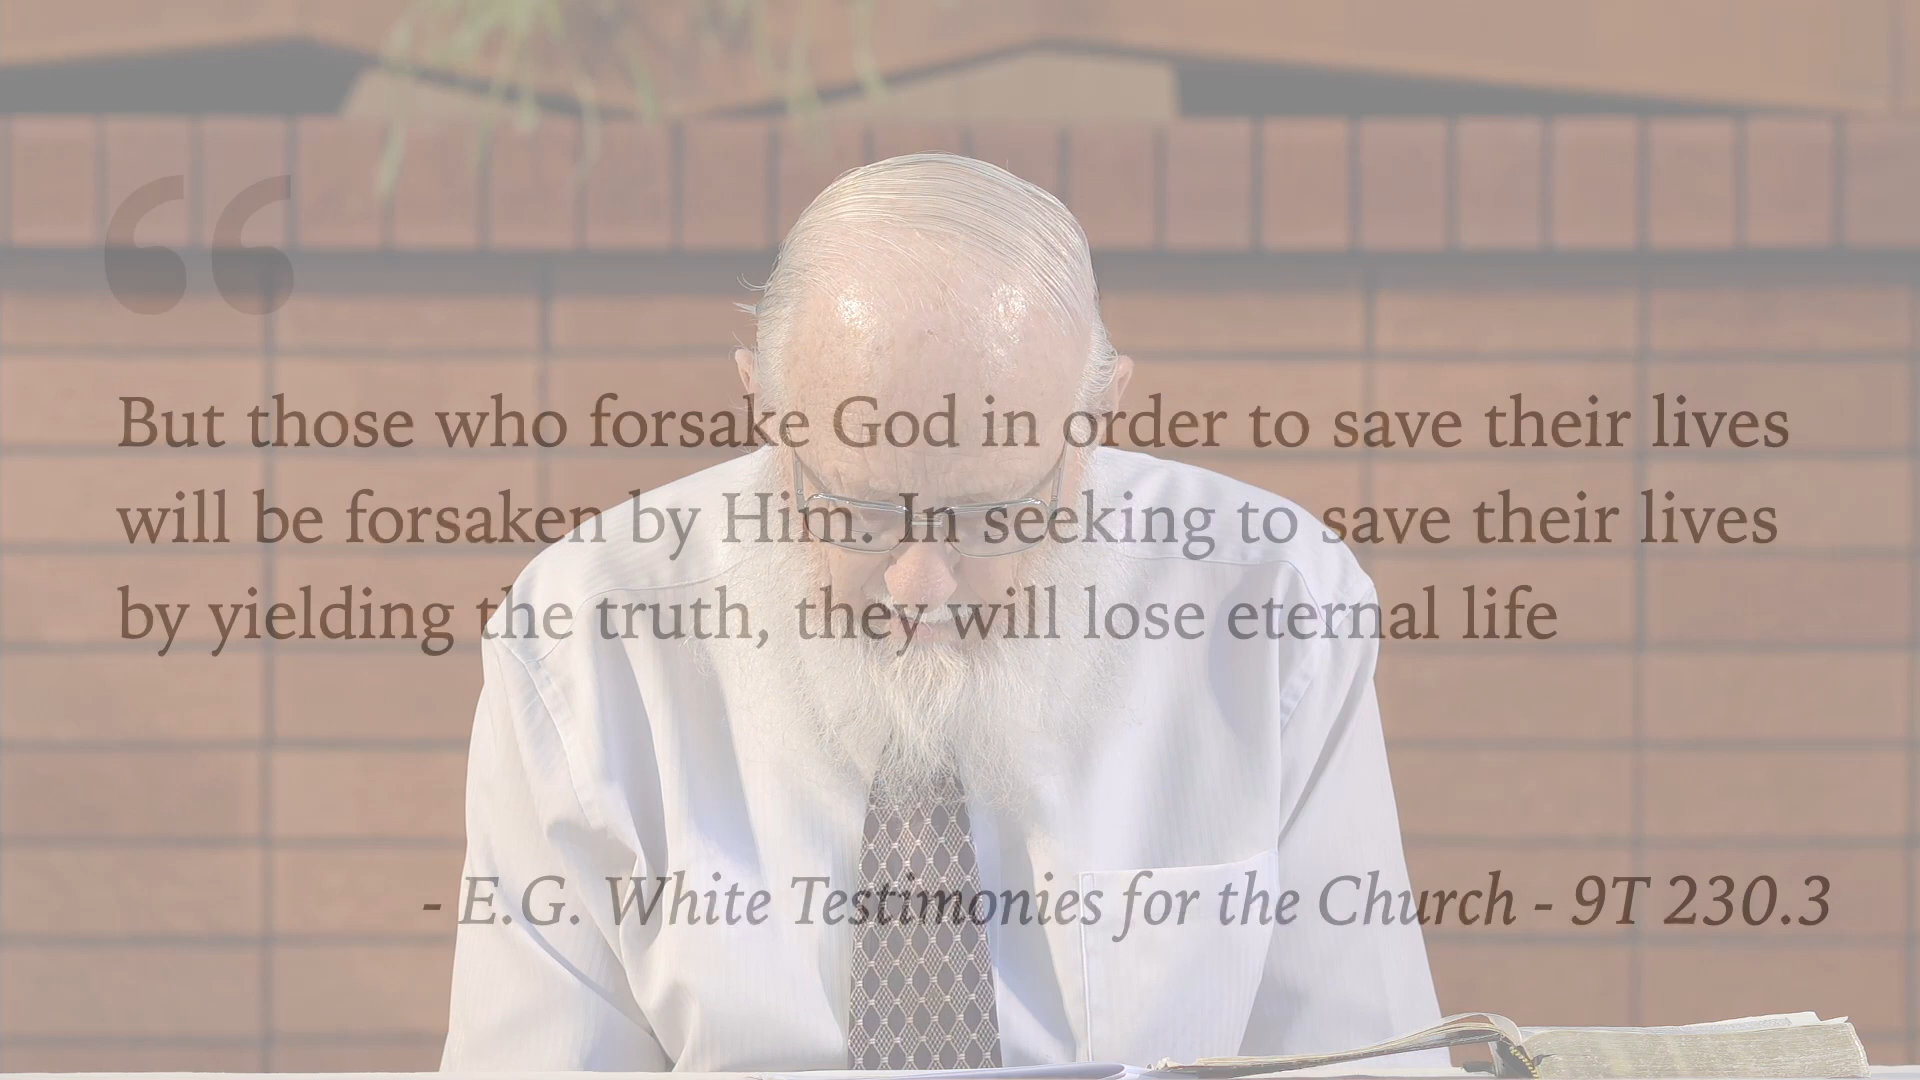 “
But those who forsake God in order to save their lives
will be forsaken by Him. In seeking to save their lives
by yielding the truth, they will lose eternal life
- E.G. White Testimonies for the Church - 9T 230.3